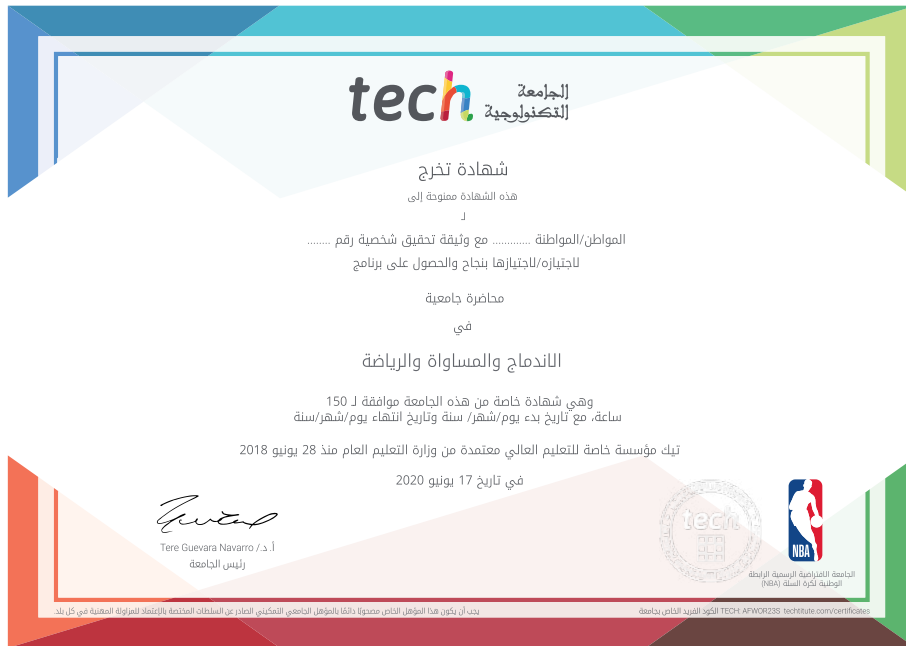 tech الجامعة
التكنولوجية
شهادة تخرج
هذه الشهادة ممنوحة إلى
لـ
المواطن/المواطنة ............. مع وثيقة تحقيق شخصية رقم ........
لاجتيازه/لاجتيازها بنجاح والحصول على برنامج
محاضرة جامعية
في
الاندماج والمساواة والرياضة
وهي شهادة خاصة من هذه الجامعة موافقة لـ 150
ساعة، مع تاريخ بدء يوم/شهر/ سنة وتاريخ انتهاء يوم/شهر/سنة
تيك مؤسسة خاصة للتعليم العالي معتمدة من وزارة التعليم العام منذ 28 يونيو 2018
في تاريخ 17 يونيو 2020
tech
NBA
أ. د./ Tere Guevara Navarro
رئيس الجامعة
الجامعة الافتراضية الرسمية الرابطة
الوطنية لكرة السلة (NBA)
يجب أن يكون هذا المؤهل الخاص مصحوبًا دائمًا بالمؤهل الجامعي التمكيني الصادر عن السلطات المختصة بالإعتماد للمزاولة المهنية في كل بلد.
الكود الفريد الخاص بجامعة TECH: AFWOR23S techtitute.com/certificates